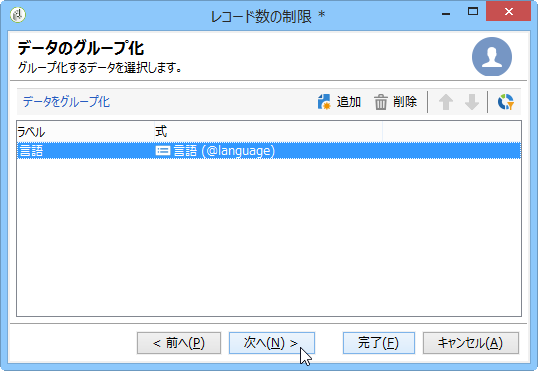 レコード数の制限 *
データのグループ化
グループ化するデータを選択します。
データをグループ化 追加 削除
ラベル 式
言語 言語 (@language)
< 前へ(P) 次へ(N) > 完了(F) キャンセル(A)